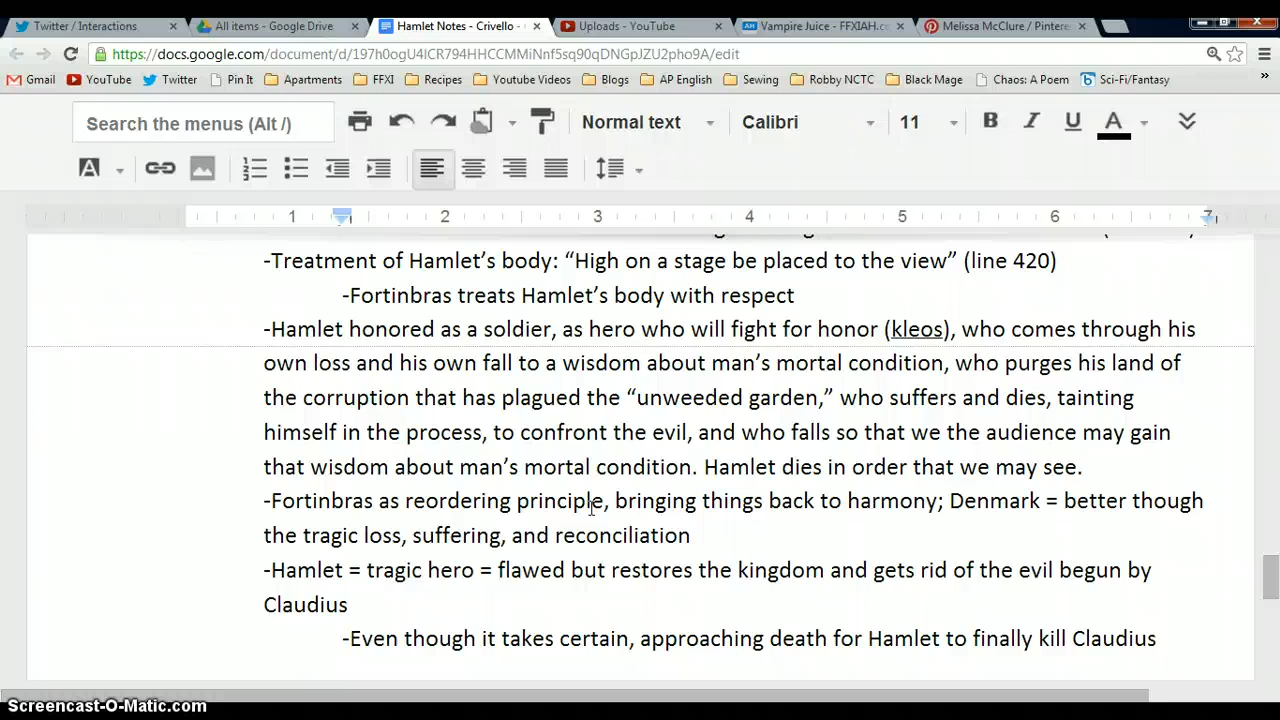 Twitter / Interactions
All items - Google Drive
Hamlet Notes - Crivello -
Uploads - YouTube
Vampire Juice - FFXIAH.c
Melissa McClure / Pintere
https://docs.google.com/document/d/197h0ogU4lCR794HHCCMMiNnf5sq90qDNGpJZU2pho9A/edit
Gmail YouTube Twitter Pin It Apartments FFXI Recipes Youtube Videos Blogs AP English Sewing Robby NCTC Black Mage Chaos: A Poem Sci-Fi/Fantasy »
Search the menus (Alt /) Normal text Calibri 11 B I U A
A
1 2 3 4 5 6 7
-Treatment of Hamlet’s body: “High on a stage be placed to the view” (line 420)
-Fortinbras treats Hamlet’s body with respect
-Hamlet honored as a soldier, as hero who will fight for honor (kleos), who comes through his
own loss and his own fall to a wisdom about man’s mortal condition, who purges his land of
the corruption that has plagued the “unweeded garden,” who suffers and dies, tainting
himself in the process, to confront the evil, and who falls so that we the audience may gain
that wisdom about man’s mortal condition. Hamlet dies in order that we may see.
-Fortinbras as reordering principle, bringing things back to harmony; Denmark = better though
the tragic loss, suffering, and reconciliation
-Hamlet = tragic hero = flawed but restores the kingdom and gets rid of the evil begun by
Claudius
-Even though it takes certain, approaching death for Hamlet to finally kill Claudius
Screencast-O-Matic.com